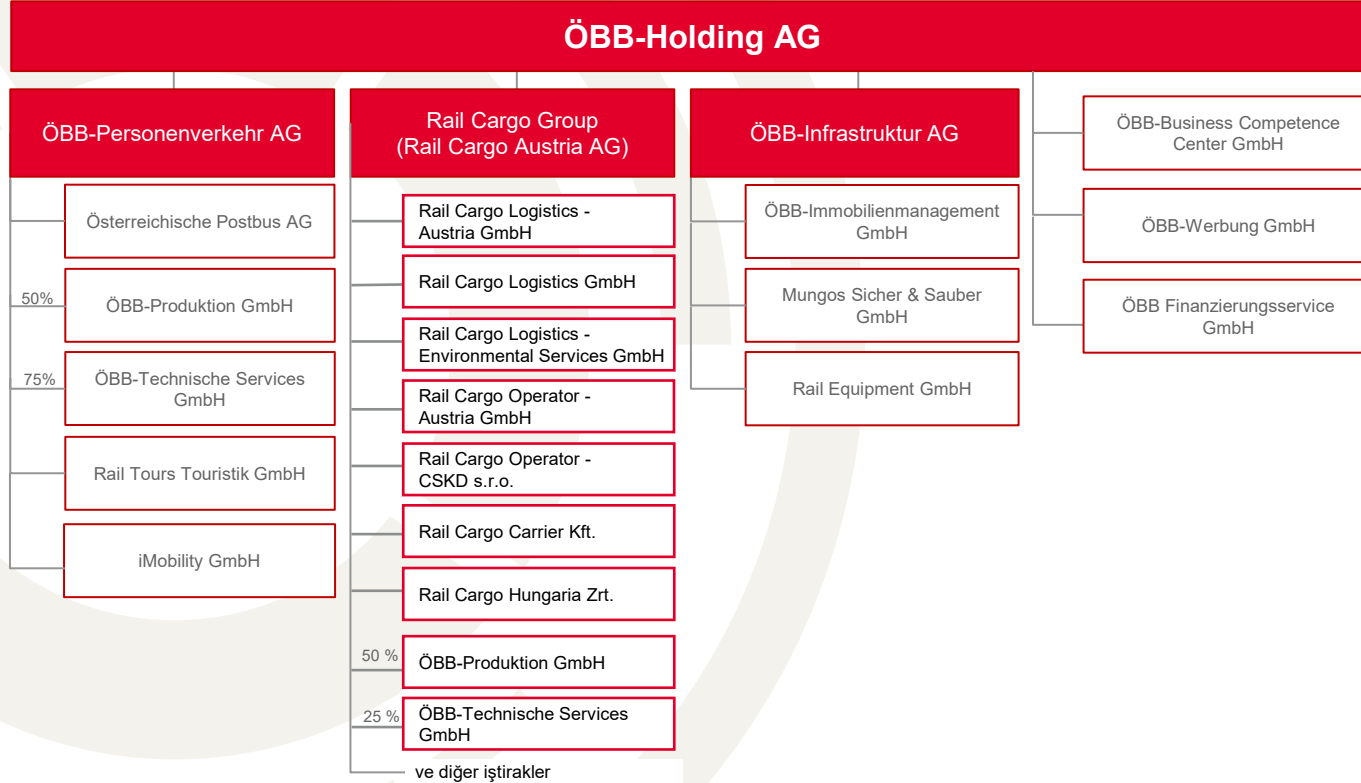 ÖBB-Holding AG
ÖBB-Personenverkehr AG
Österreichische Postbus AG
50%
ÖBB-Produktion GmbH
75%
ÖBB-Technische Services
GmbH
Rail Tours Touristik GmbH
iMobility GmbH
Rail Cargo Group
(Rail Cargo Austria AG)
Rail Cargo Logistics -
Austria GmbH
Rail Cargo Logistics GmbH
Rail Cargo Logistics -
Environmental Services GmbH
Rail Cargo Operator -
Austria GmbH
Rail Cargo Operator -
CSKD s.r.o.
Rail Cargo Carrier Kft.
Rail Cargo Hungaria Zrt.
50 %
ÖBB-Produktion GmbH
25 %
ÖBB-Technische Services
GmbH
ve diğer iştirakler
ÖBB-Infrastruktur AG
ÖBB-Immobilienmanagement
GmbH
Mungos Sicher & Sauber
GmbH
Rail Equipment GmbH
ÖBB-Business Competence
Center GmbH
ÖBB-Werbung GmbH
ÖBB Finanzierungsservice
GmbH